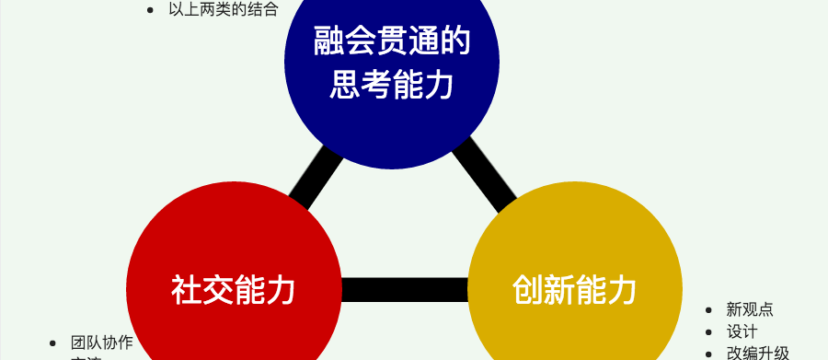 以上两类的结合
融会贯通的
思考能力
社交能力
创新能力
新观点
设计
改编升级
团队协作